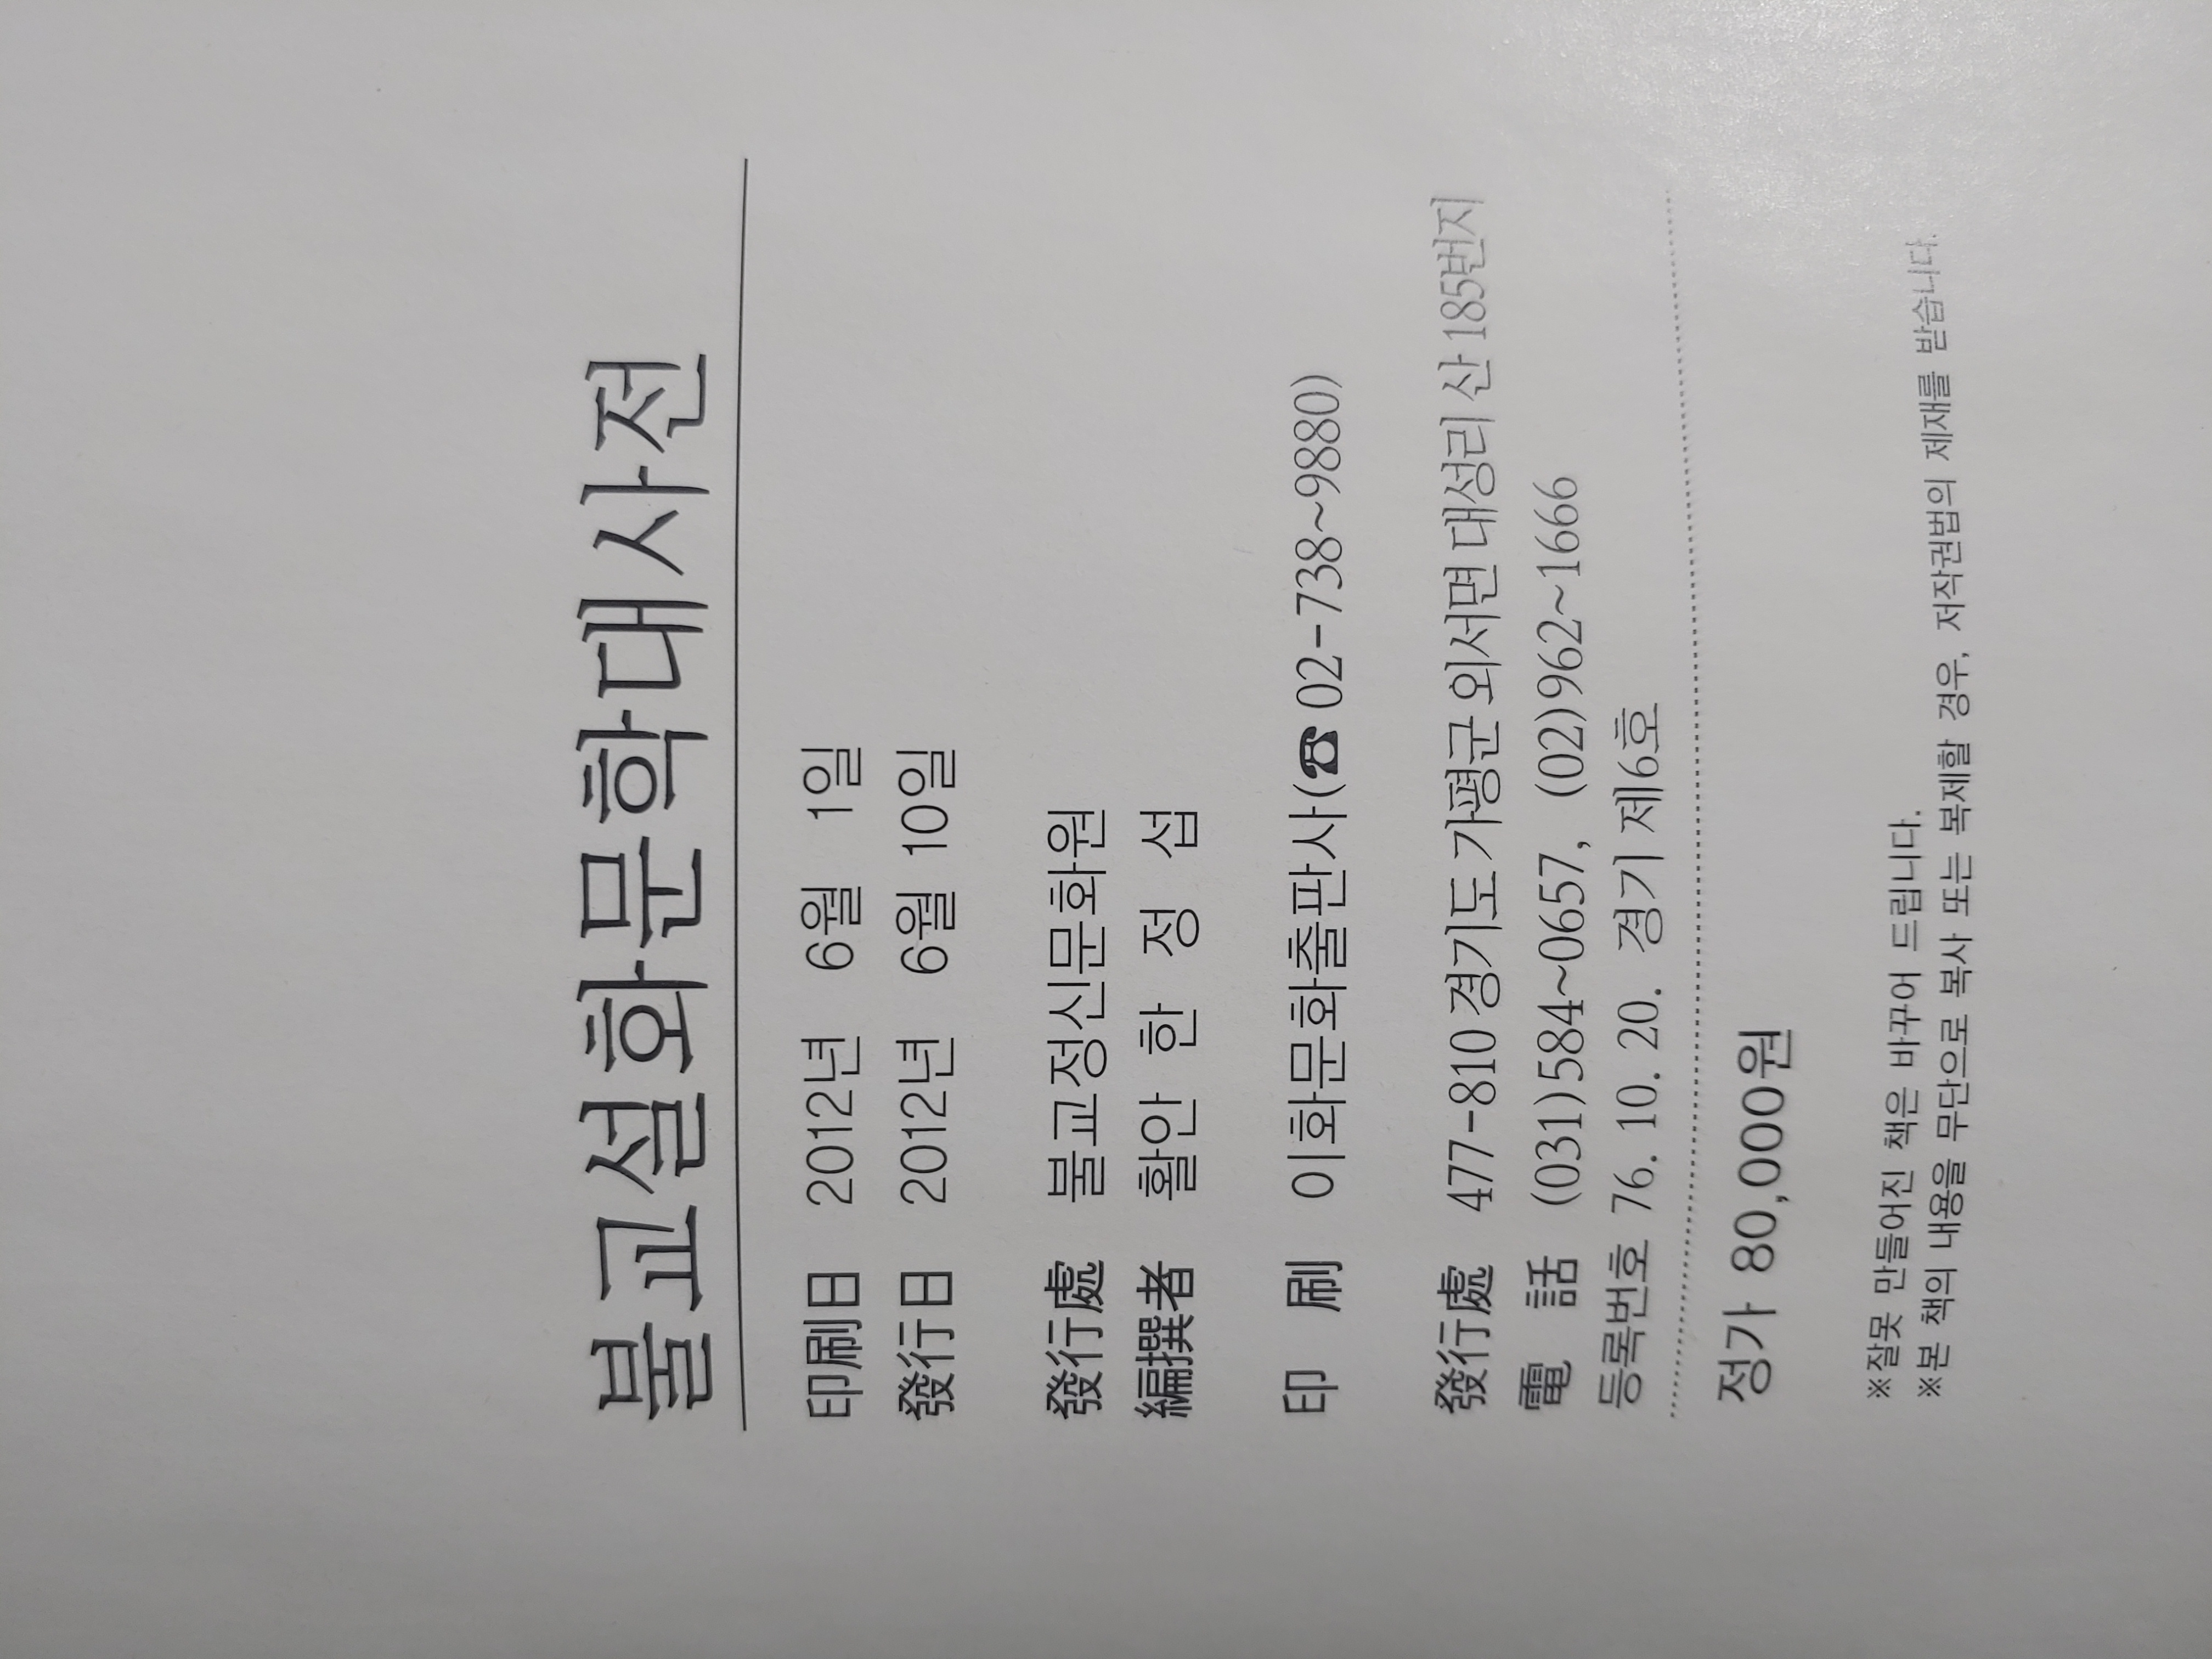 불교설화문학대사전
印刷日 2012년 6월 1일
發行日 2012년 6월 10일
發行處 불교정신문화원
編撰者 활안 한 정 섭
印 刷 이화문화출판사(☎ 02-738~9880)
發行處 477-810 경기도 가평군 외서면 대성리 산 185번지
電 話 (031)584~0657, (02)962~1666
등록번호 76. 10. 20. 경기 제6호
정가 80,000원
※잘못 만들어진 책은 바꾸어 드립니다.
※본 책의 내용을 무단으로 복사 또는 복제할 경우, 저작권법의 제재를 받습니다.